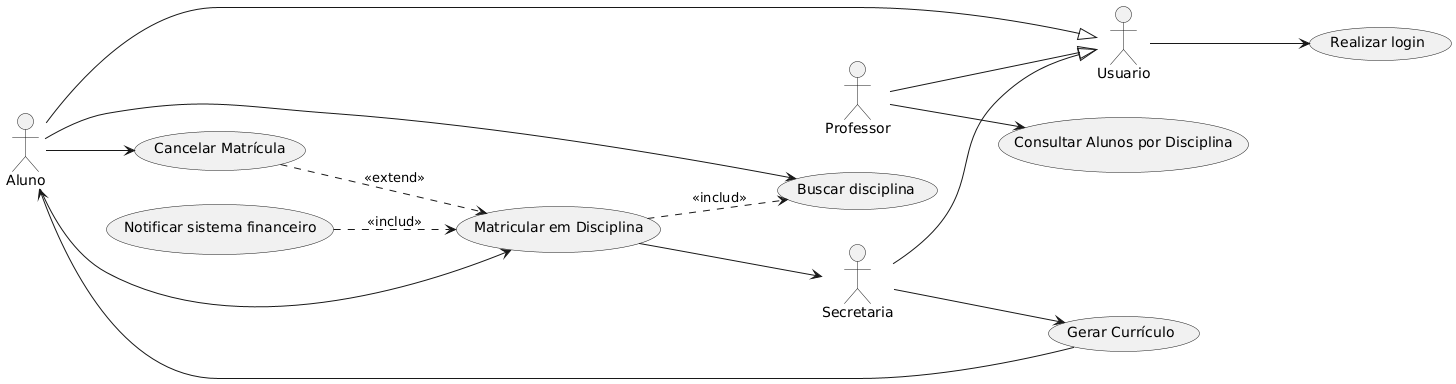 Usuario
Realizar login
Professor
Consultar Alunos por Disciplina
Aluno
Cancelar Matrícula
«extend»
Buscar disciplina
«includ»
Notificar sistema financeiro
«includ»
Matricular em Disciplina
Secretaria
Gerar Currículo